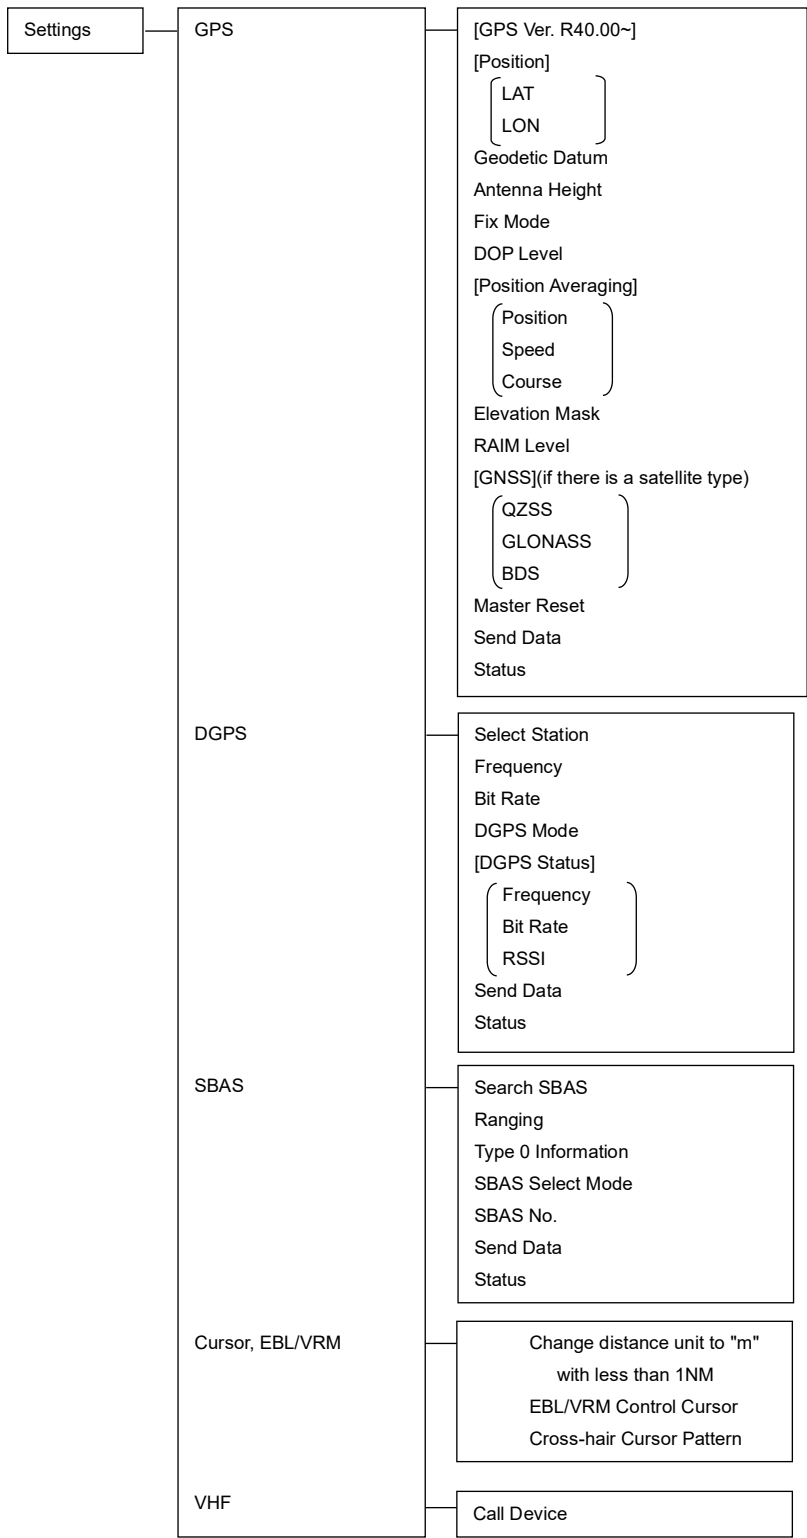 Settings
GPS
[GPS Ver. R40.00~]
[Position]
LAT
LON
Geodetic Datum
Antenna Height
Fix Mode
DOP Level
[Position Averaging]
Position
Speed
Course
Elevation Mask
RAIM Level
[GNSS](if there is a satellite type)
QZSS
GLONASS
BDS
Master Reset
Send Data
Status
DGPS
Select Station
Frequency
Bit Rate
DGPS Mode
[DGPS Status]
Frequency
Bit Rate
RSSI
Send Data
Status
SBAS
Search SBAS
Ranging
Type 0 Information
SBAS Select Mode
SBAS No.
Send Data
Status
Cursor, EBL/VRM
Change distance unit to "m"
with less than 1NM
EBL/VRM Control Cursor
Cross-hair Cursor Pattern
VHF
Call Device